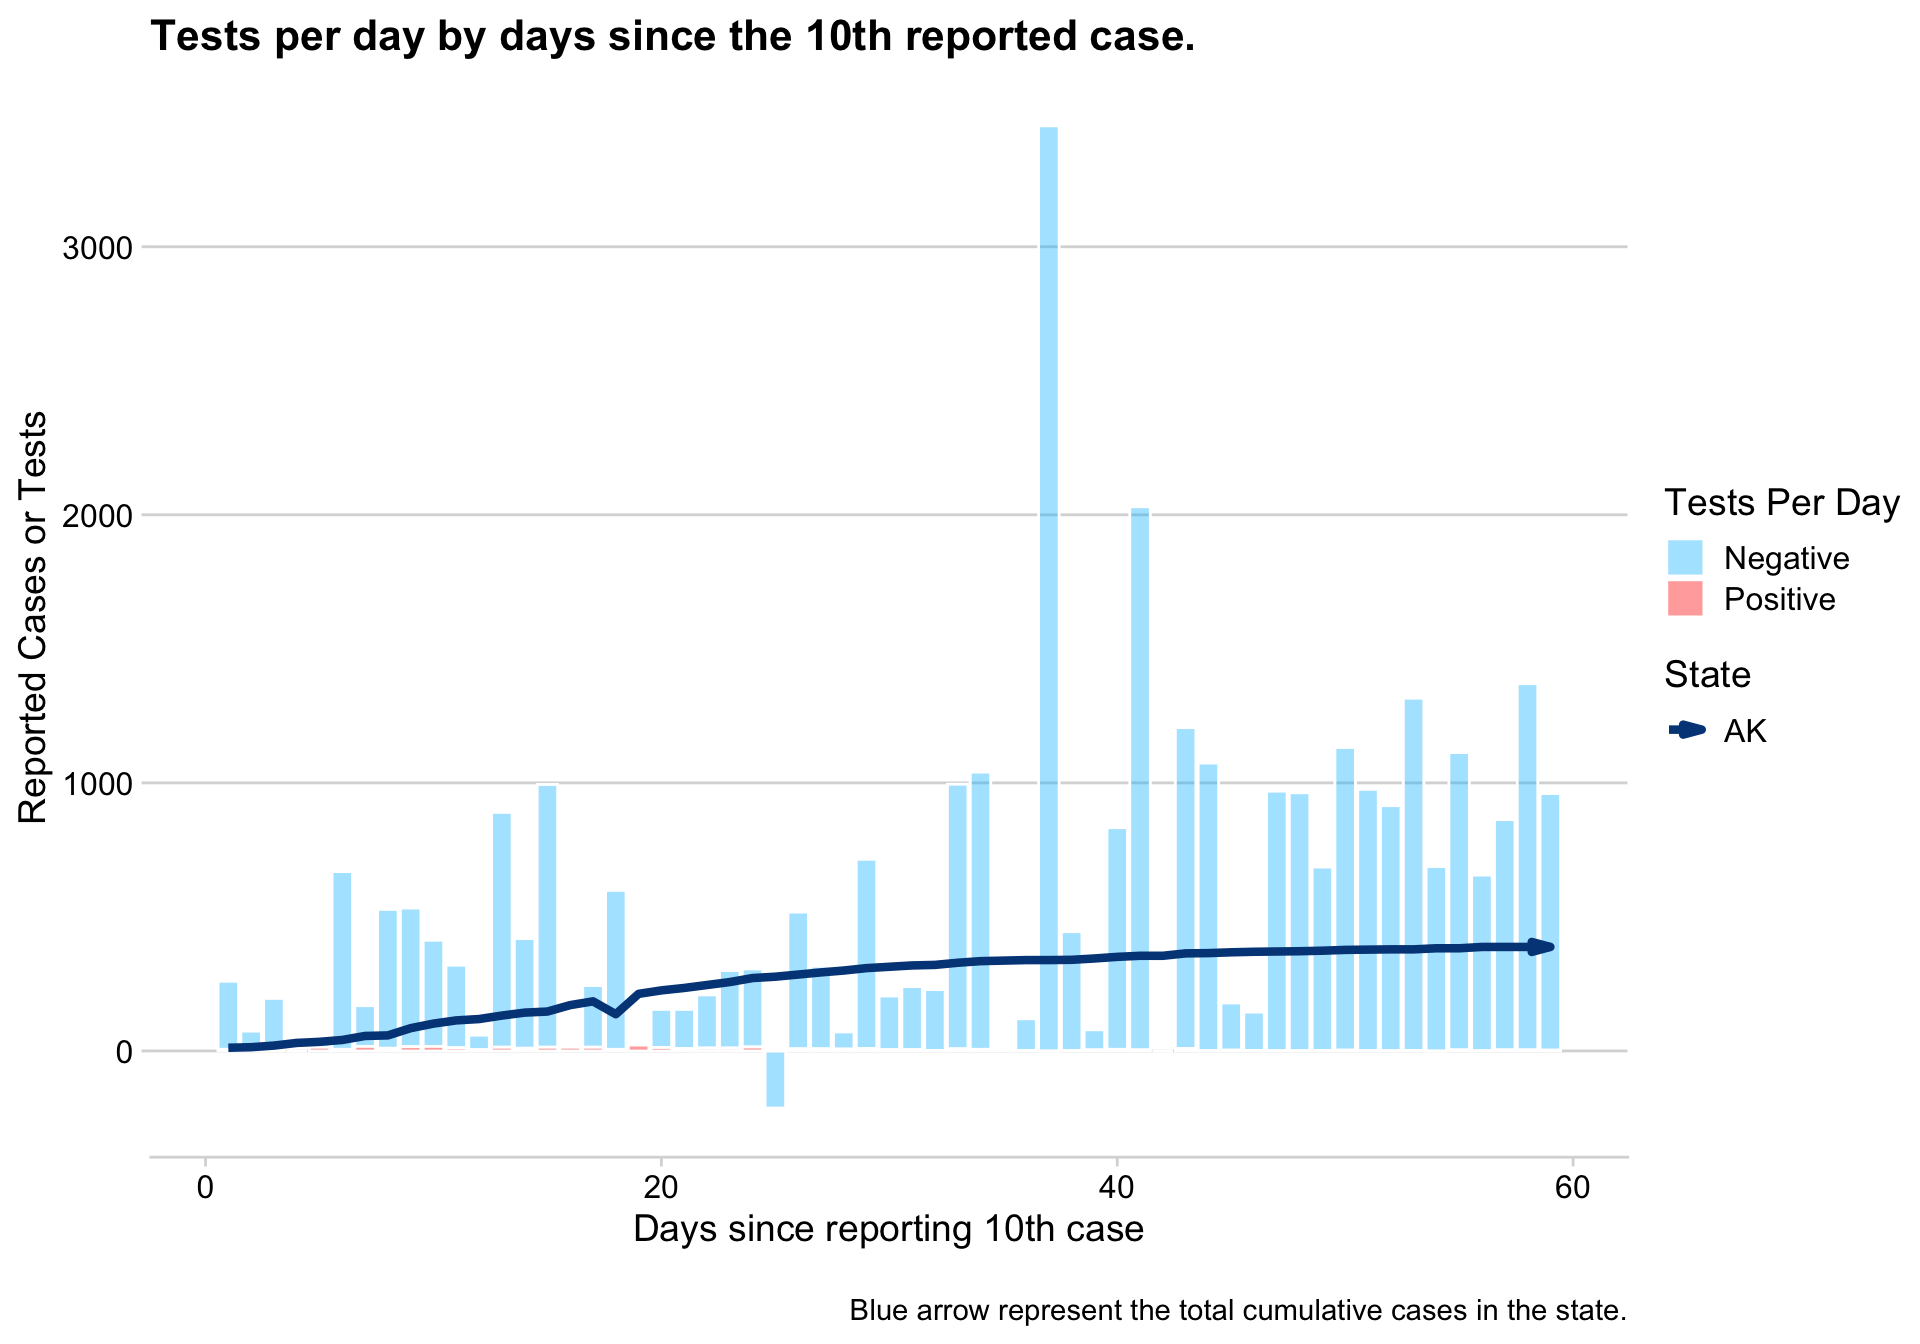 Tests per day by days since the 10th reported case.
Reported Cases or Tests
3000
2000
1000
0
0
20
40
60
Days since reporting 10th case
Tests Per Day
Negative
Positive
State
AK
Blue arrow represent the total cumulative cases in the state.